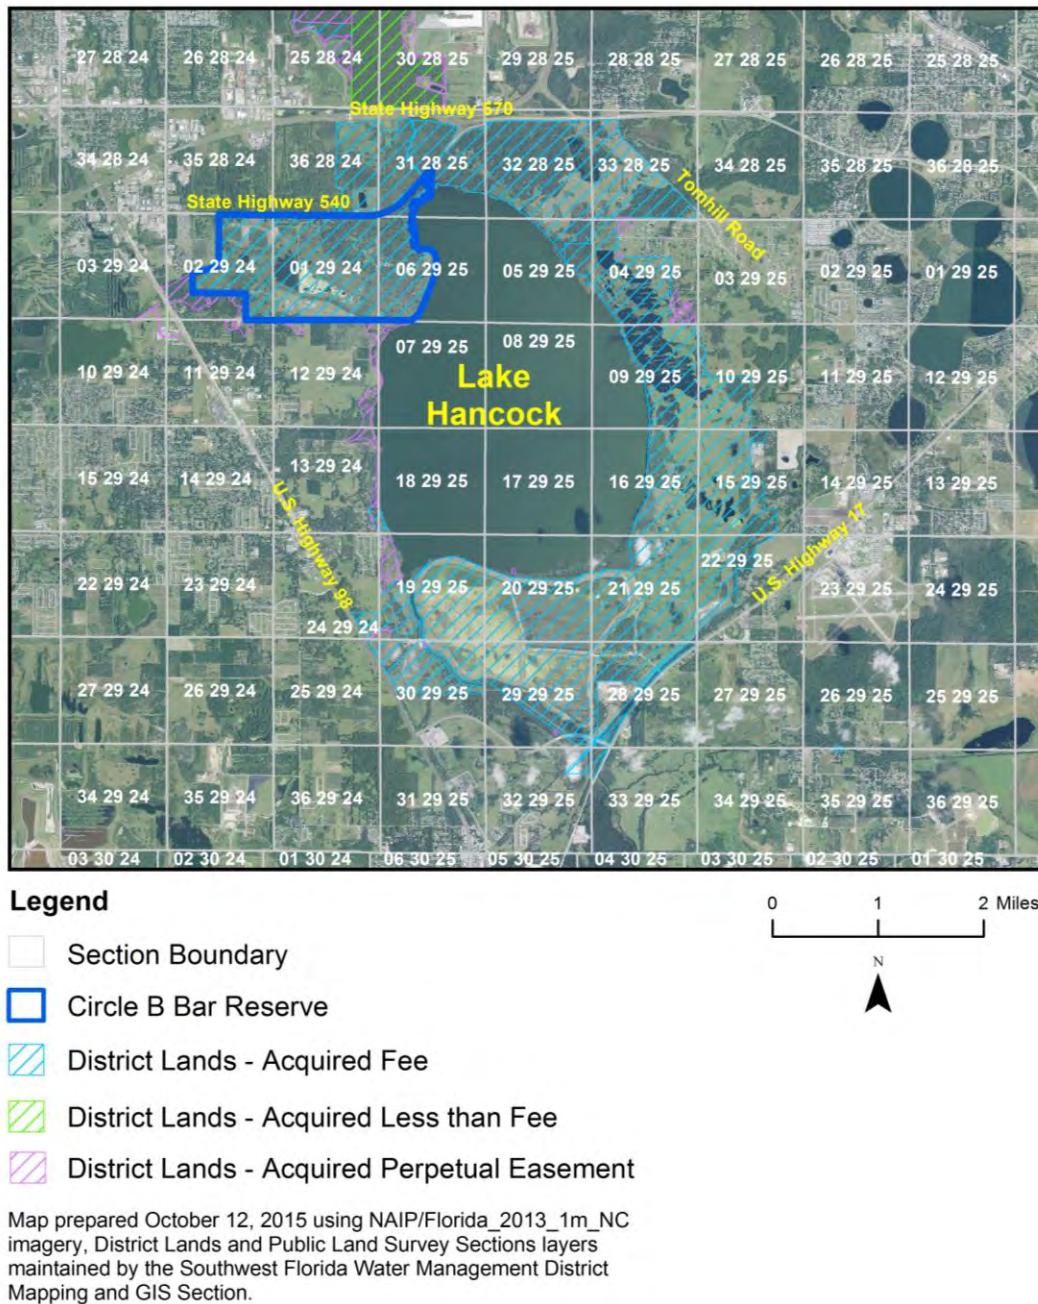 27 28 24 26 28 24 25 28 24 30 28 25 29 28 25 28 28 25 27 28 25 26 28 25 25 28 25
State Highway 570
34 28 24 35 28 24 36 28 24 31 28 25 32 28 25 33 28 25 34 28 25 35 28 25 36 28 25
State Highway 540
Tomhill Road
03 29 24 02 29 24 01 29 24 06 29 25 05 29 25 04 29 25 03 29 25 02 29 25 01 29 25
07 29 25 08 29 25
10 29 24 11 29 24 12 29 24 09 29 25 10 29 25 11 29 25 12 29 25
Lake
Hancock
15 29 24 14 29 24 13 29 24 18 29 25 17 29 25 16 29 25 15 29 25 14 29 25 13 29 25
U.S. Highway 98
U.S. Highway 17
22 29 24 23 29 24 19 29 25 20 29 25 21 29 25 22 29 25 23 29 25 24 29 25
24 29 24
27 29 24 26 29 24 25 29 24 30 29 25 29 29 25 28 29 25 27 29 25 26 29 25 25 29 25
34 29 24 35 29 24 36 29 24 31 29 25 32 29 25 33 29 25 34 29 25 35 29 25 36 29 25
03 30 24 02 30 24 01 30 24 06 30 25 05 30 25 04 30 25 03 30 25 02 30 25 01 30 25
Legend
0 1 2 Miles
N
Section Boundary
Circle B Bar Reserve
District Lands - Acquired Fee
District Lands - Acquired Less than Fee
District Lands - Acquired Perpetual Easement
Map prepared October 12, 2015 using NAIP/Florida_2013_1m_NC
imagery, District Lands and Public Land Survey Sections layers
maintained by the Southwest Florida Water Management District
Mapping and GIS Section.